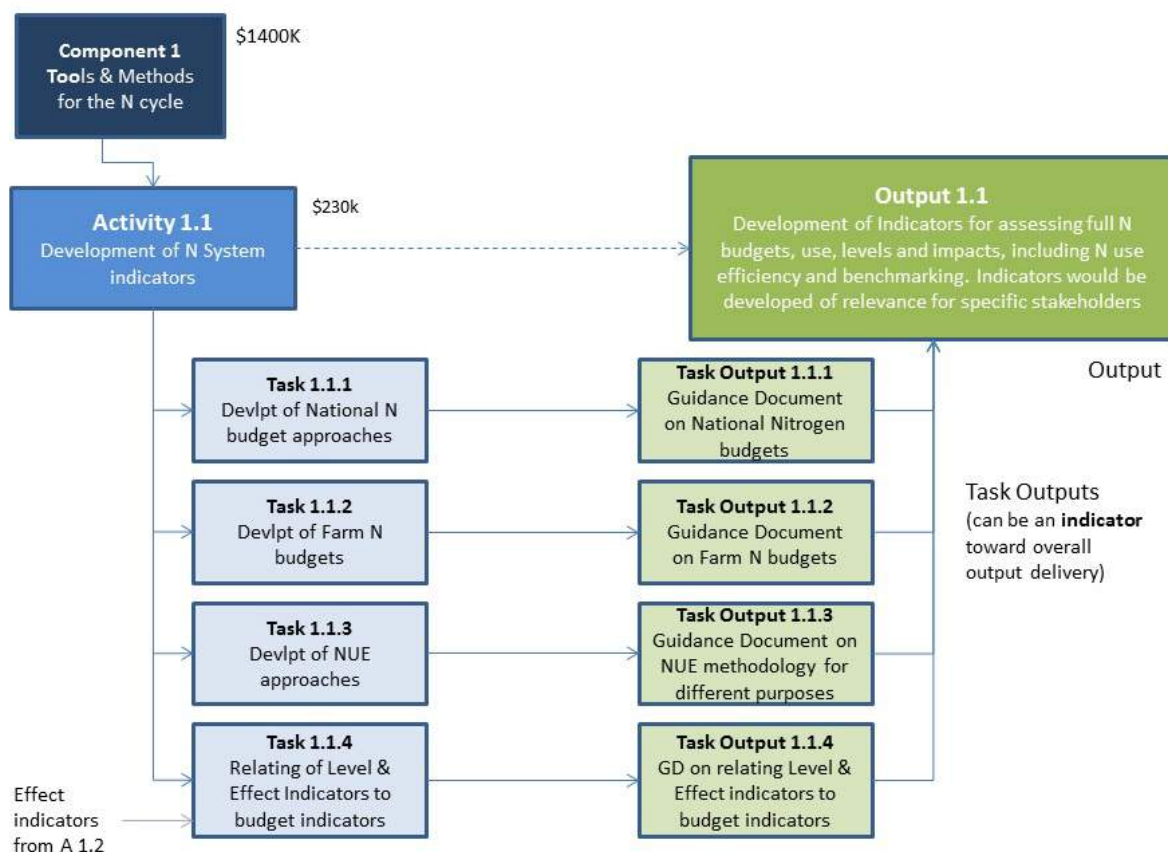 Component 1
Tools & Methods
for the N cycle
$1400K
Activity 1.1
Development of N System
indicators
$230k
Output 1.1
Development of Indicators for assessing full N
budgets, use, levels and impacts, including N use
efficiency and benchmarking. Indicators would be
developed of relevance for specific stakeholders
Output
Task 1.1.1
Devlpt of National N
budget approaches
Task Output 1.1.1
Guidance Document
on National Nitrogen
budgets
Task 1.1.2
Devlpt of Farm N
budgets
Task Output 1.1.2
Guidance Document
on Farm N budgets
Task Outputs
(can be an indicator
toward overall
output delivery)
Task 1.1.3
Devlpt of NUE
approaches
Task Output 1.1.3
Guidance Document on
NUE methodology for
different purposes
Task 1.1.4
Relating of Level &
Effect Indicators to
budget indicators
Task Output 1.1.4
GD on relating Level &
Effect indicators to
budget indicators
Effect
indicators
from A 1.2